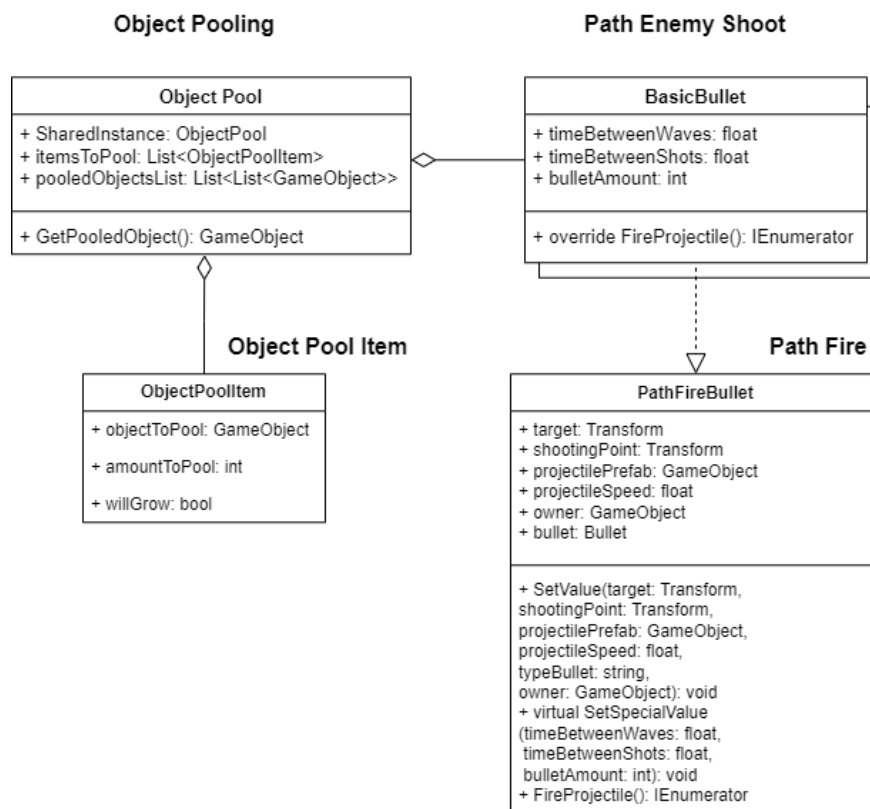 Object Pooling
Object Pool
+ SharedInstance: ObjectPool
+ itemsToPool: List<ObjectPoolItem>
+ pooledObjectsList: List<List<GameObject>>
+ GetPooledObject(): GameObject
Path Enemy Shoot
BasicBullet
+ timeBetweenWaves: float
+ timeBetweenShots: float
+ bulletAmount: int
+ override FireProjectile(): IEnumerator
Object Pool Item
ObjectPoolItem
+ objectToPool: GameObject
+ amountToPool: int
+ willGrow: bool
Path Fire
PathFireBullet
+ target: Transform
+ shootingPoint: Transform
+ projectilePrefab: GameObject
+ projectileSpeed: float
+ owner: GameObject
+ bullet: Bullet
+ SetValue(target: Transform,
shootingPoint: Transform,
projectilePrefab: GameObject,
projectileSpeed: float,
typeBullet: string,
owner: GameObject): void
+ virtual SetSpecialValue
(timeBetweenWaves: float,
timeBetweenShots: float,
bulletAmount: int): void
+ FireProjectile(): IEnumerator